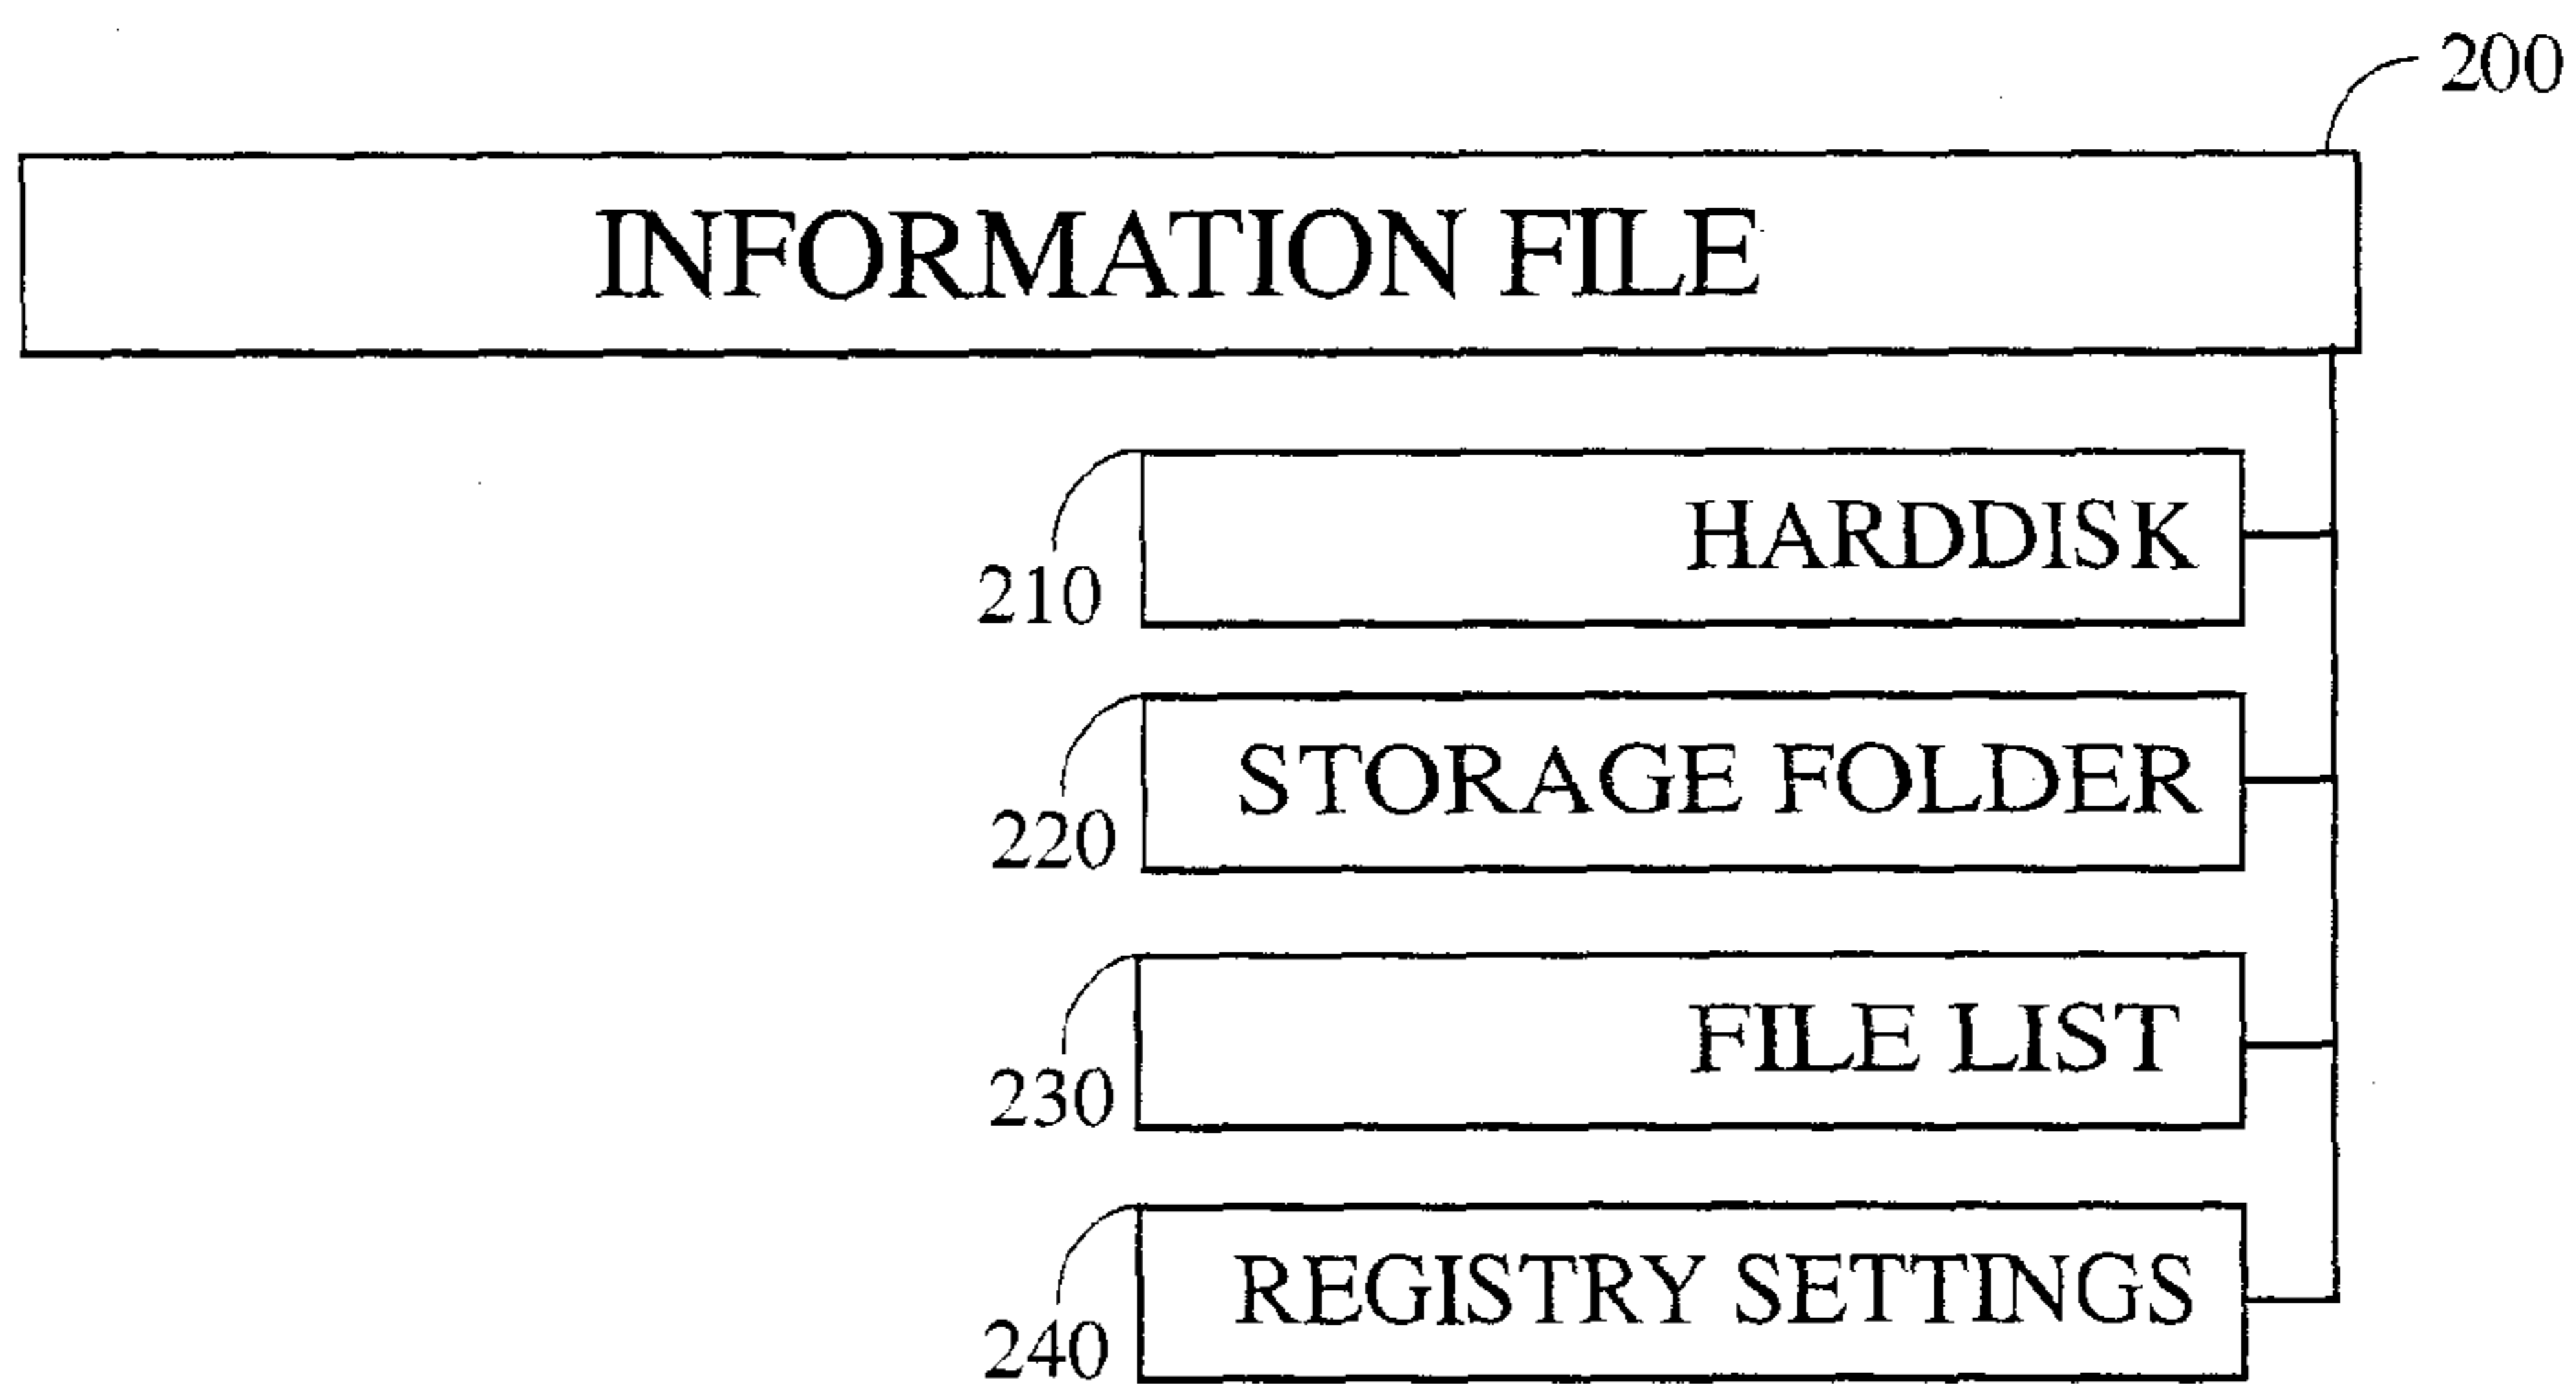 200
INFORMATION FILE
HARDDISK
210
STORAGE FOLDER
220
FILE LIST
230
REGISTRY SETTINGS
240